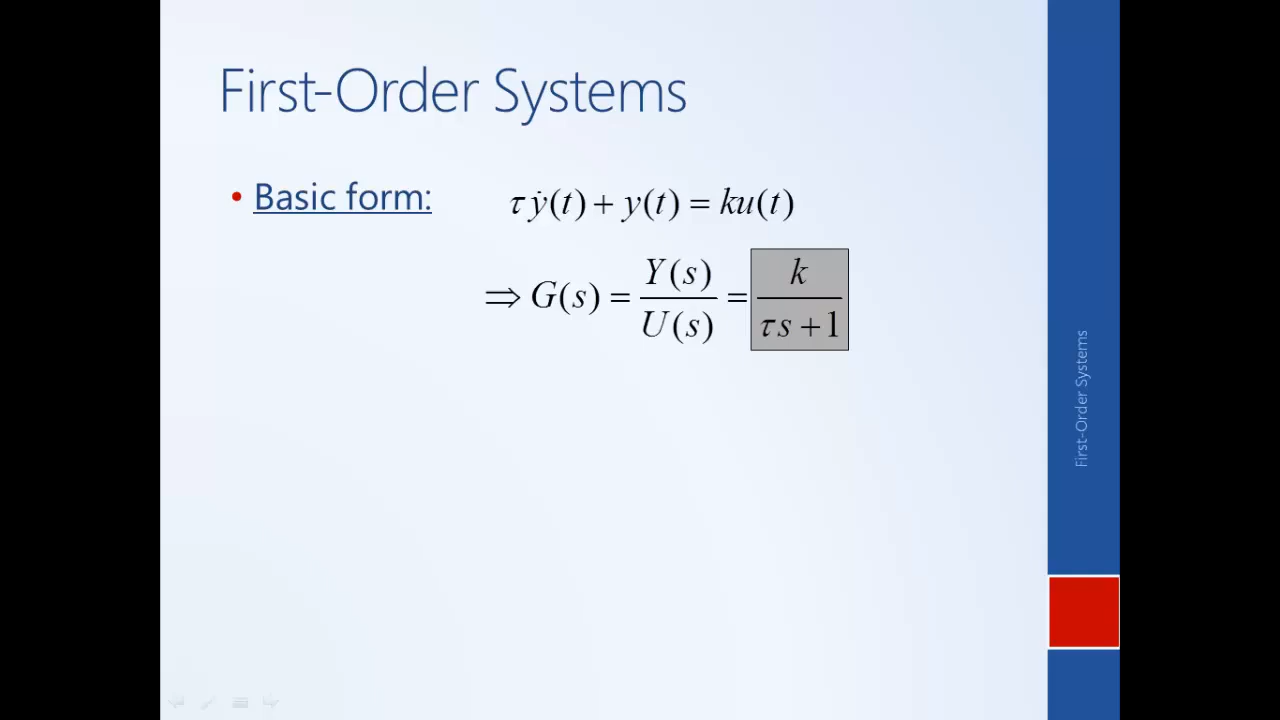 First-Order Systems
• Basic form: τẏ(t) + y(t) = ku(t)
⇒ G(s) = Y(s)/U(s) = k/(τs + 1)
First-Order Systems